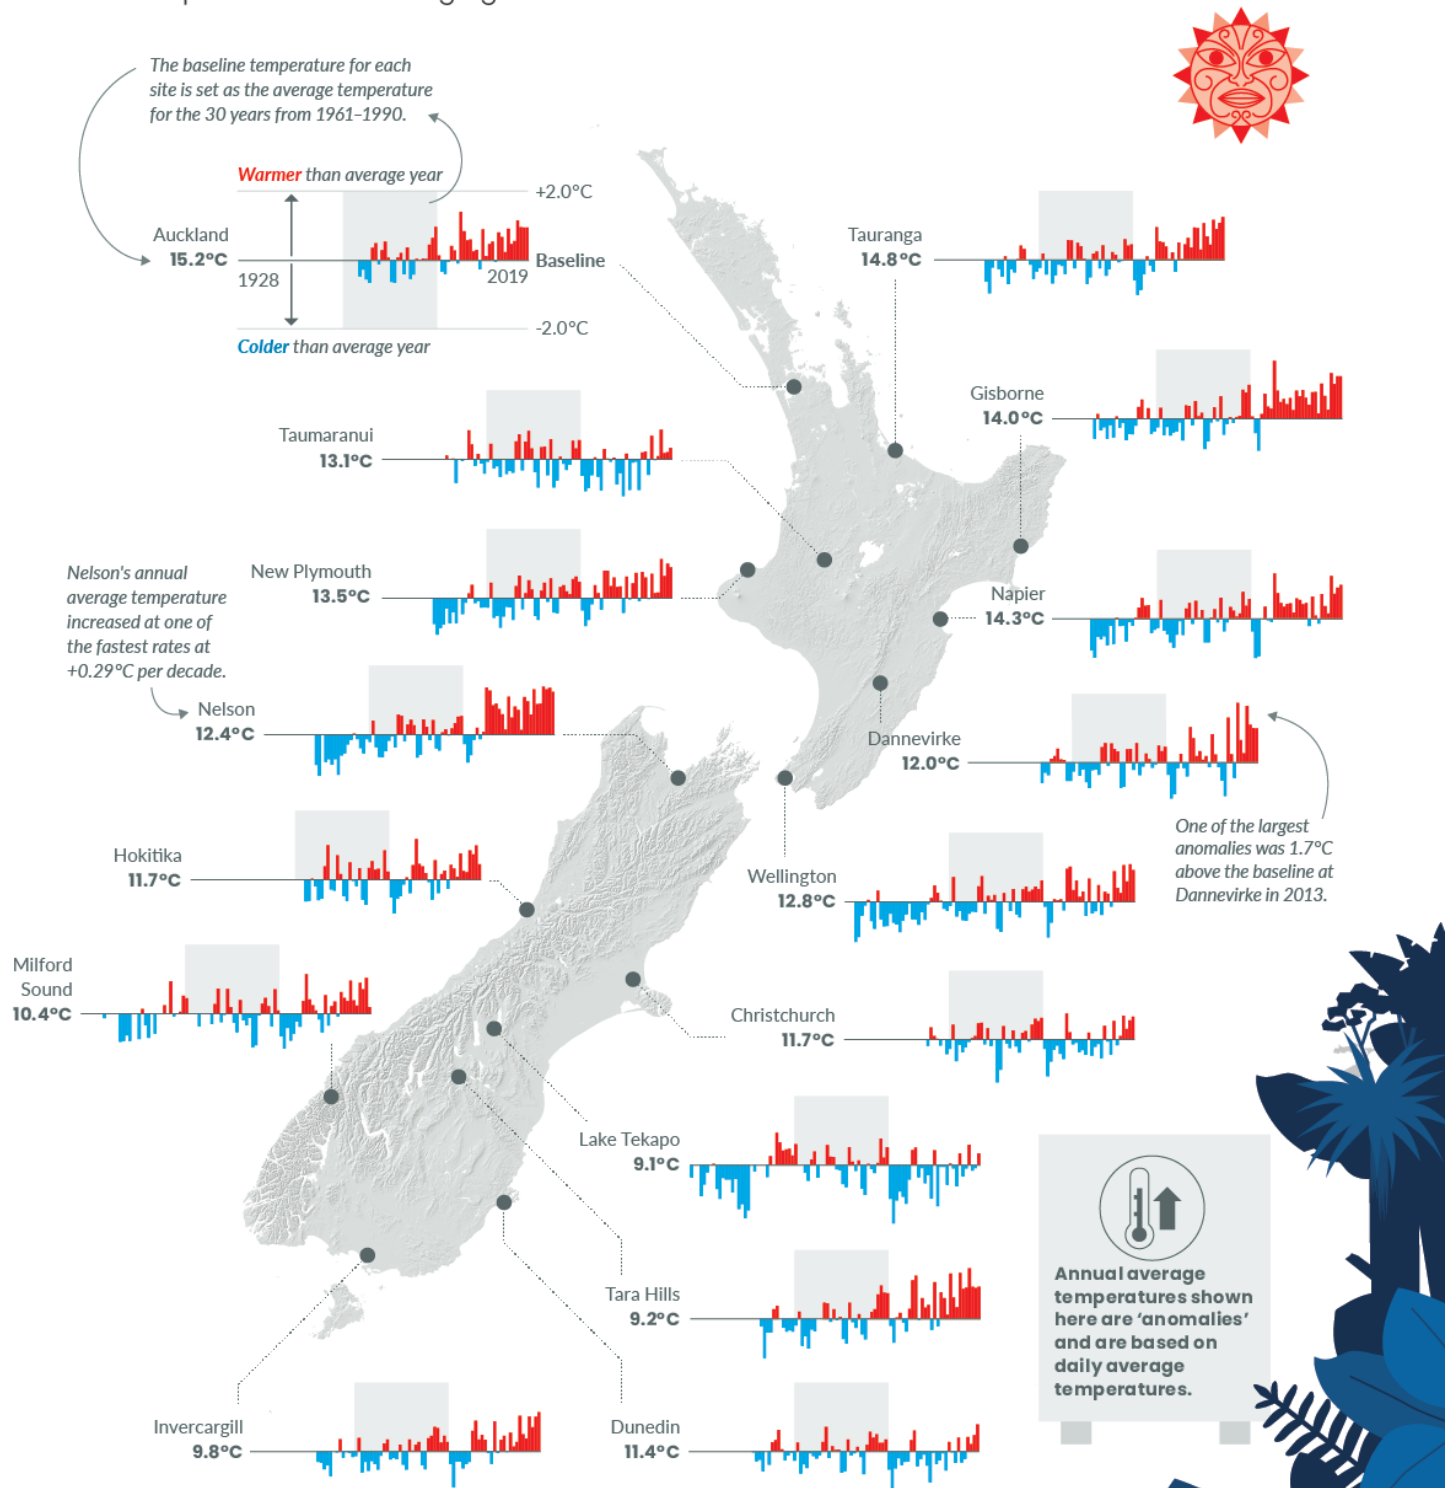 The baseline temperature for each
site is set as the average temperature
for the 30 years from 1961–1990.
Warmer than average year
+2.0°C
Auckland
15.2°C
1928
2019
Baseline
-2.0°C
Colder than average year
Tauranga
14.8°C
Gisborne
14.0°C
Taumaranui
13.1°C
New Plymouth
13.5°C
Napier
14.3°C
Nelson's annual
average temperature
increased at one of
the fastest rates at
+0.29°C per decade.
Nelson
12.4°C
Dannevirke
12.0°C
One of the largest
anomalies was 1.7°C
above the baseline at
Dannevirke in 2013.
Hokitika
11.7°C
Wellington
12.8°C
Milford
Sound
10.4°C
Christchurch
11.7°C
Lake Tekapo
9.1°C
Tara Hills
9.2°C
Invercargill
9.8°C
Dunedin
11.4°C
Annual average
temperatures shown
here are ‘anomalies’
and are based on
daily average
temperatures.